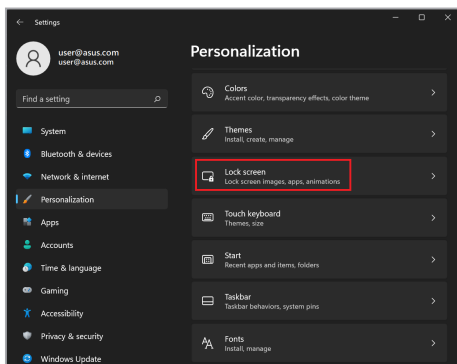 Settings
user@asus.com
user@asus.com
Find a setting
System
Bluetooth & devices
Network & internet
Personalization
Apps
Accounts
Time & language
Gaming
Accessibility
Privacy & security
Windows Update
Personalization
Colors
Accent color, transparency effects, color theme
Themes
Install, create, manage
Lock screen
Lock screen images, apps, animations
Touch keyboard
Themes, size
Start
Recent apps and items, folders
Taskbar
Taskbar behaviors, system pins
Fonts
Install, manage